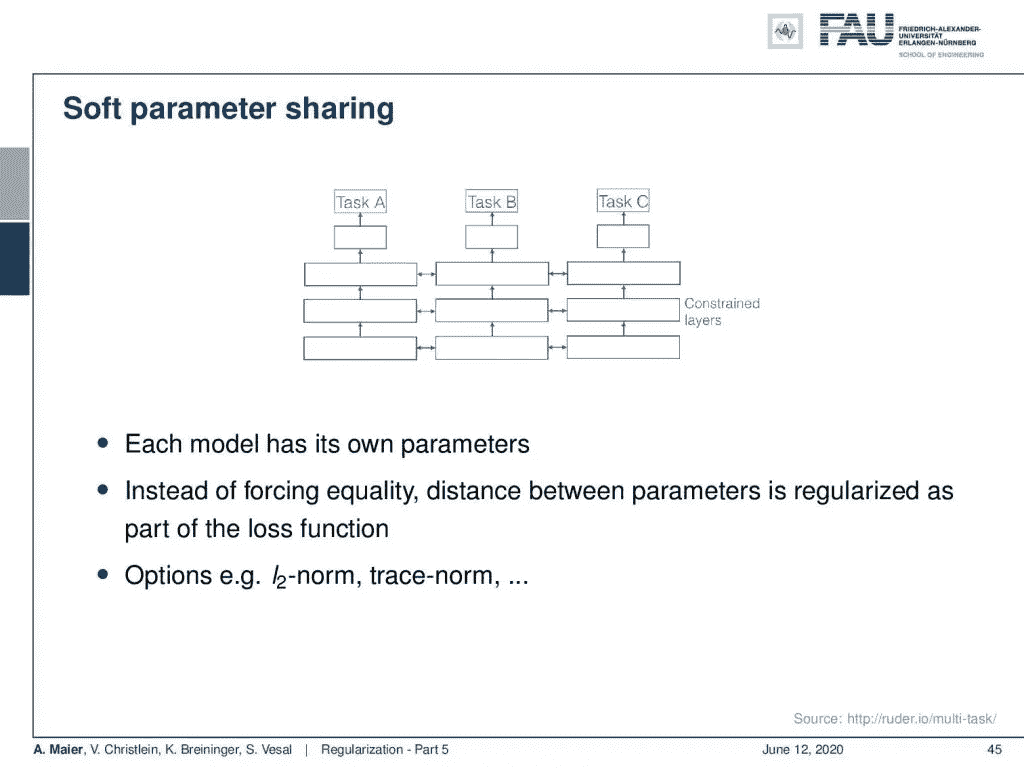 FAU
FRIEDRICH-ALEXANDER-
UNIVERSITÄT
ERLANGEN-NÜRNBERG
SCHOOL OF ENGINEERING
Soft parameter sharing
Task A Task B Task C
Constrained
layers
• Each model has its own parameters
• Instead of forcing equality, distance between parameters is regularized as
part of the loss function
• Options e.g. l₂-norm, trace-norm, ...
Source: http://ruder.io/multi-task/
A. Maier, V. Christlein, K. Breininger, S. Vesal | Regularization - Part 5 June 12, 2020 45